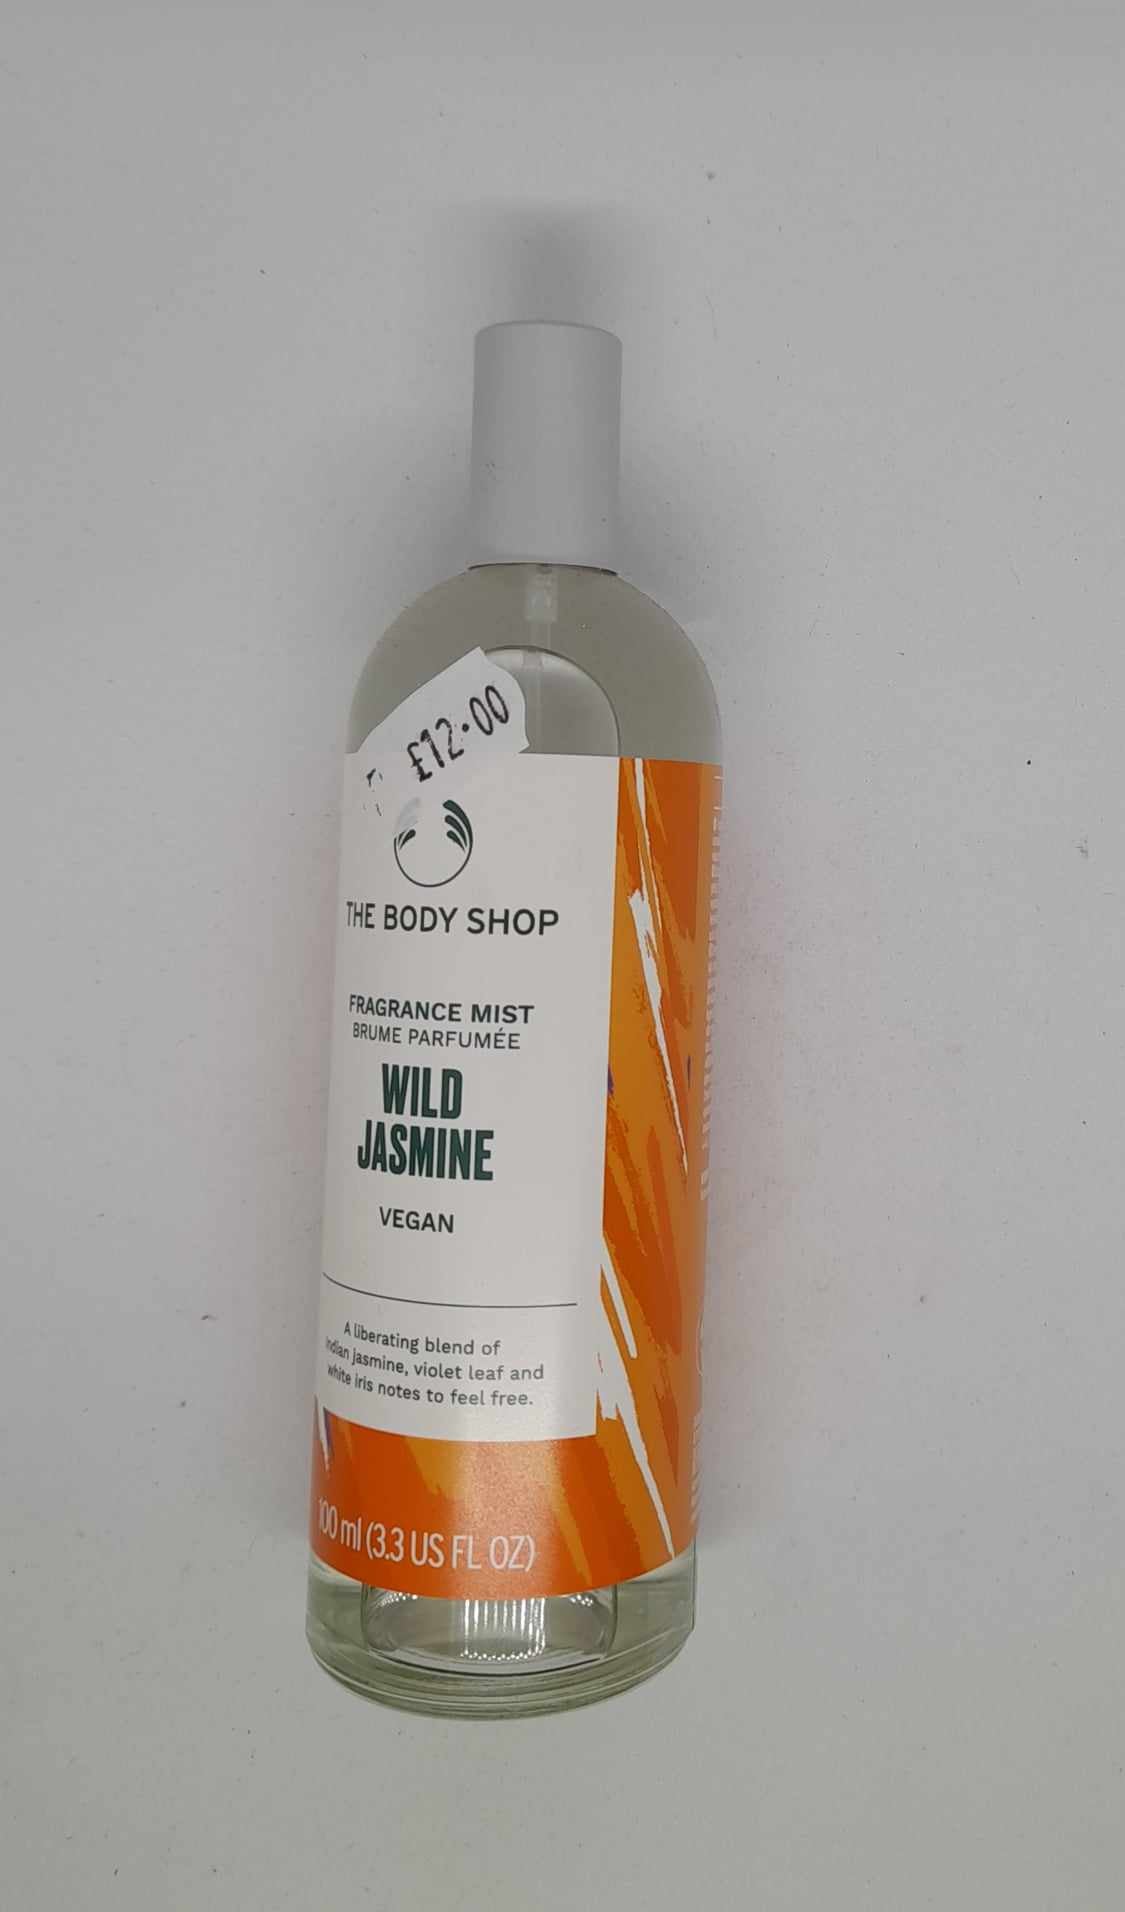 £12.00
THE BODY SHOP
FRAGRANCE MIST
BRUME PARFUMÉE
WILD
JASMINE
VEGAN
A liberating blend of
Indian jasmine, violet leaf and
white iris notes to feel free.
100 ml (3.3 US FL OZ)